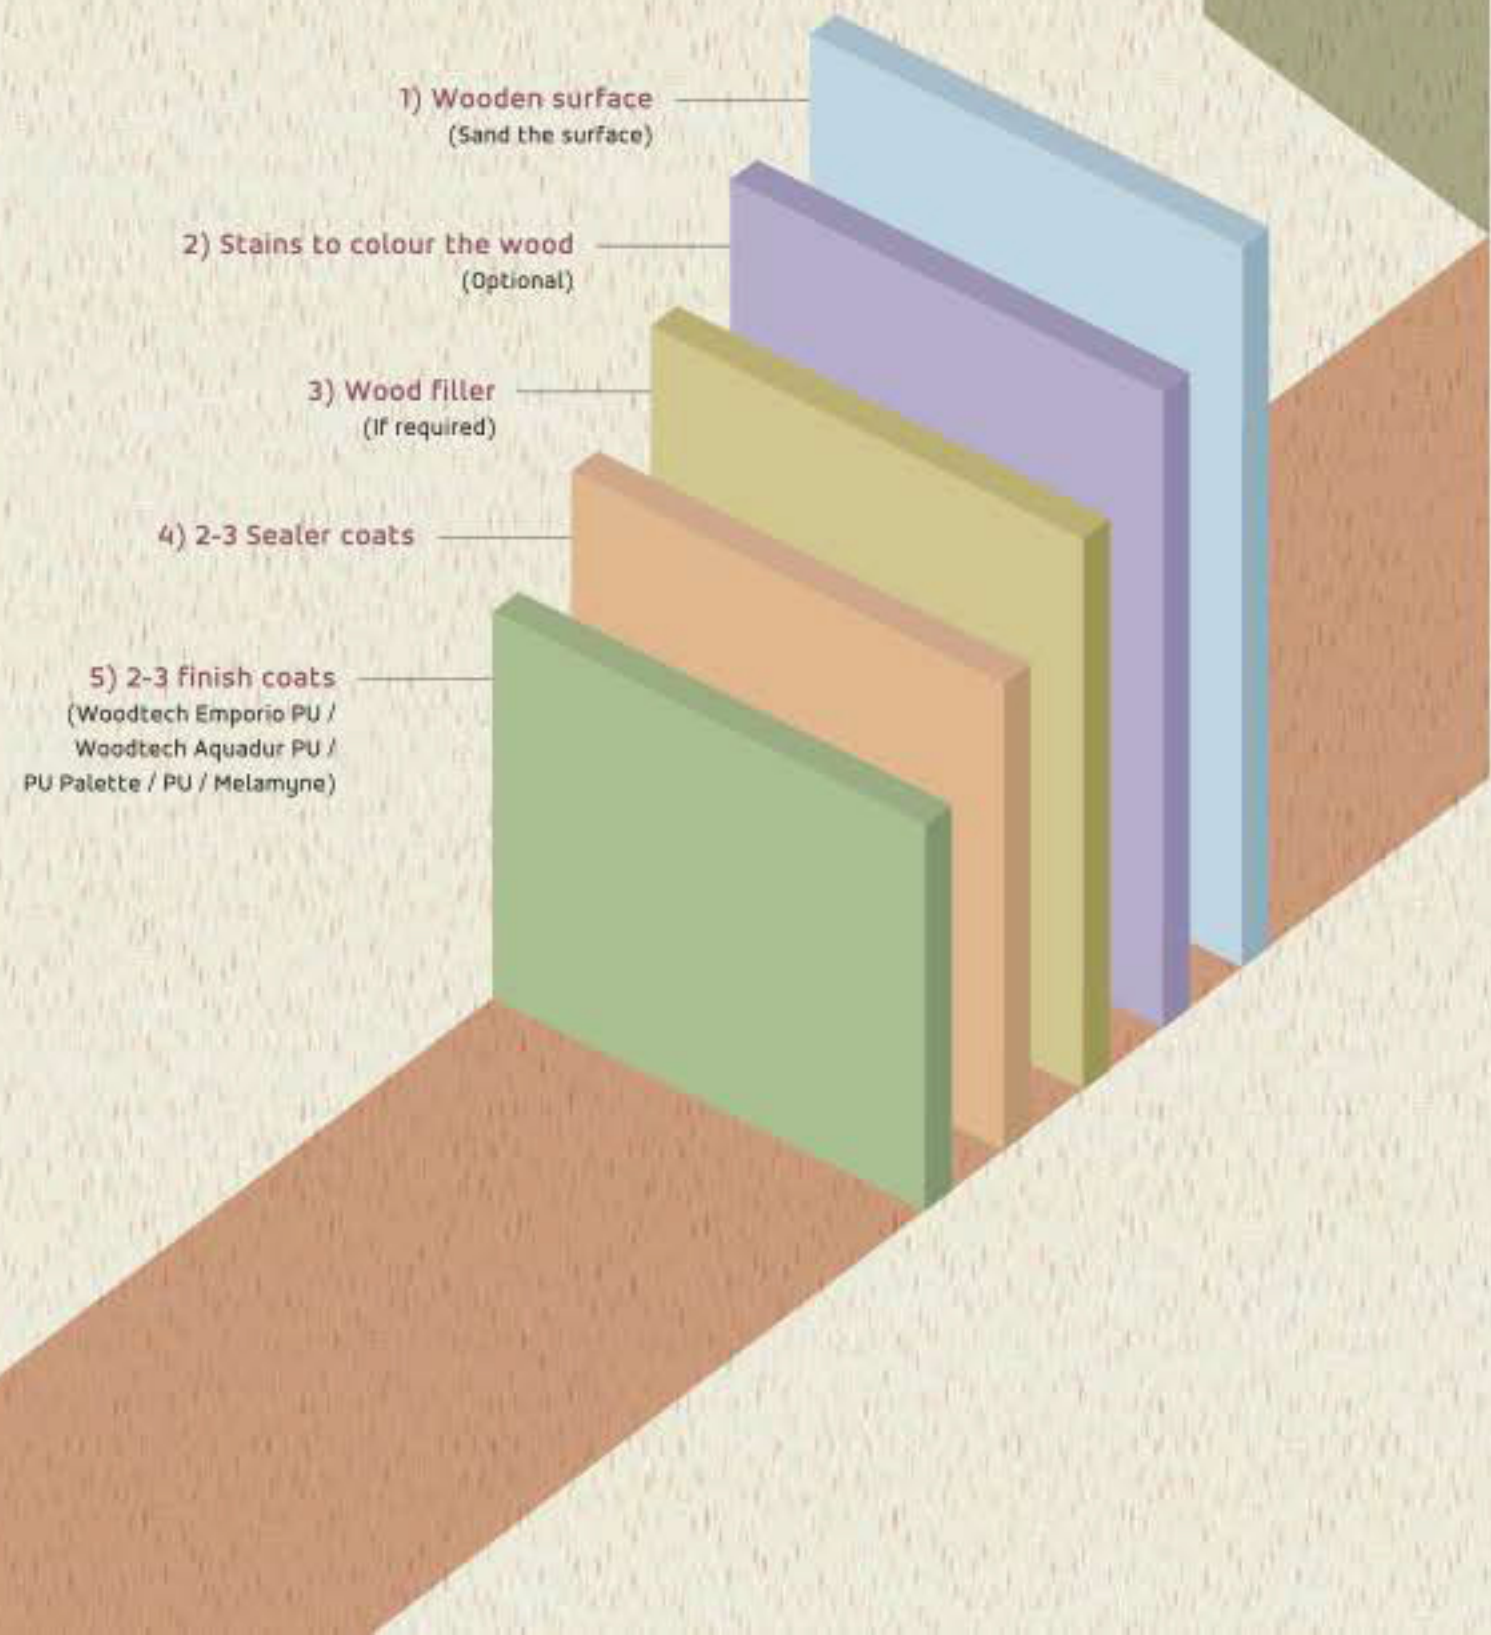 1) Wooden surface
(Sand the surface)
2) Stains to colour the wood
(Optional)
3) Wood filler
(If required)
4) 2-3 Sealer coats
5) 2-3 finish coats
(Woodtech Emporio PU /
Woodtech Aquadur PU /
PU Palette / PU / Melamyne)